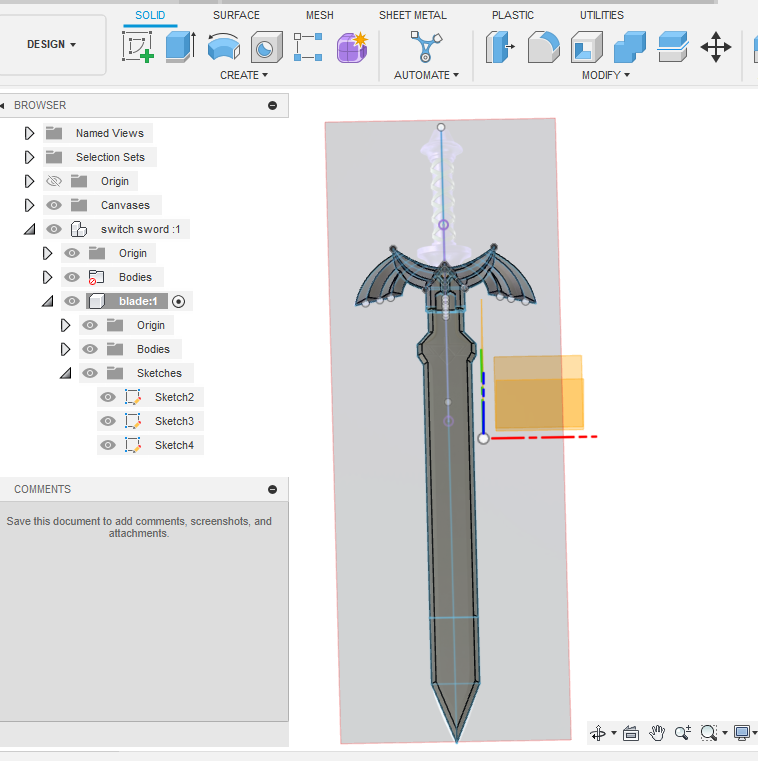 SOLID SURFACE MESH SHEET METAL PLASTIC UTILITIES
DESIGN
CREATE AUTOMATE MODIFY
BROWSER
Named Views
Selection Sets
Origin
Canvases
switch sword :1
Origin
Bodies
blade:1
Origin
Bodies
Sketches
Sketch2
Sketch3
Sketch4
COMMENTS
Save this document to add comments, screenshots, and
attachments.